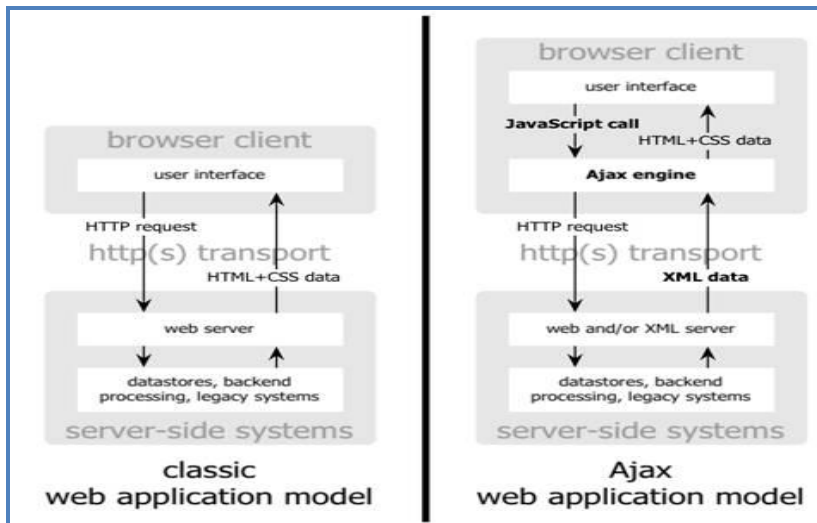 browser client
user interface
HTTP request
http(s) transport
HTML+CSS data
web server
datastores, backend
processing, legacy systems
server-side systems
classic
web application model
browser client
user interface
JavaScript call
HTML+CSS data
Ajax engine
HTTP request
http(s) transport
XML data
web and/or XML server
datastores, backend
processing, legacy systems
server-side systems
Ajax
web application model